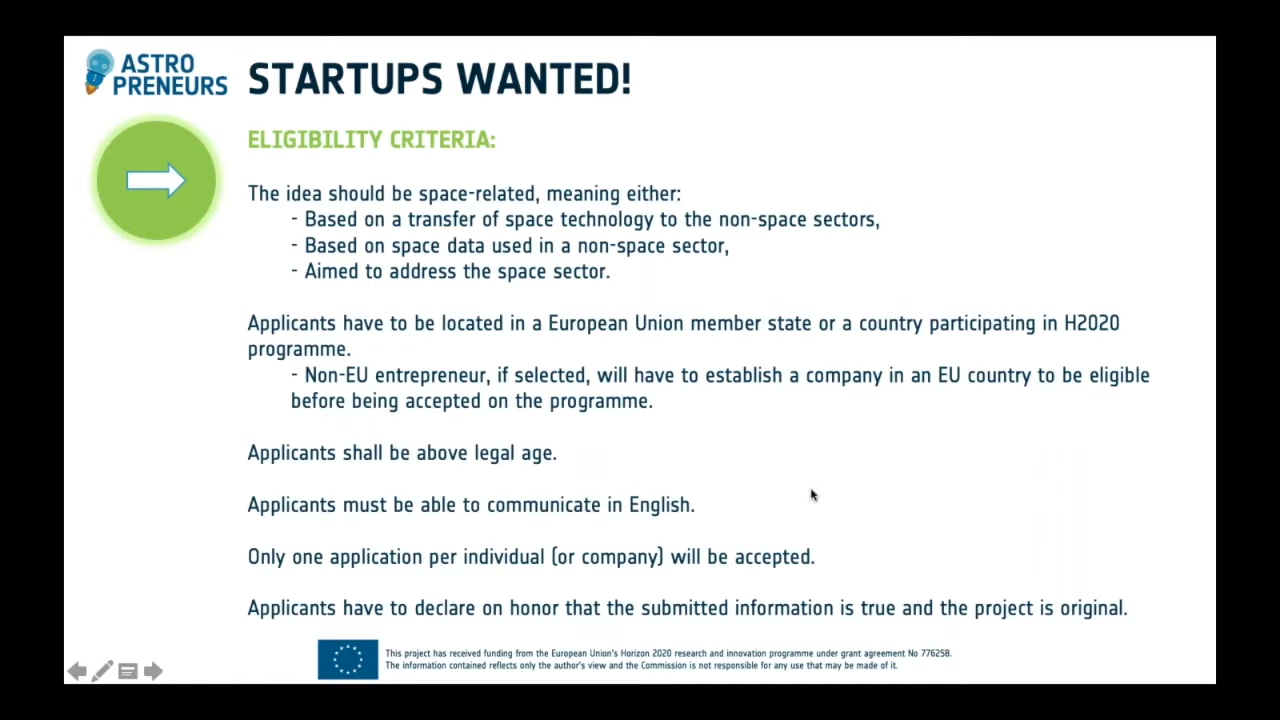 ASTRO
PRENEURS
STARTUPS WANTED!
ELIGIBILITY CRITERIA:
The idea should be space-related, meaning either:
- Based on a transfer of space technology to the non-space sectors,
- Based on space data used in a non-space sector,
- Aimed to address the space sector.
Applicants have to be located in a European Union member state or a country participating in H2020
programme.
- Non-EU entrepreneur, if selected, will have to establish a company in an EU country to be eligible
before being accepted on the programme.
Applicants shall be above legal age.
Applicants must be able to communicate in English.
Only one application per individual (or company) will be accepted.
Applicants have to declare on honor that the submitted information is true and the project is original.
This project has received funding from the European Union's Horizon 2020 research and innovation programme under grant agreement No 776258.
The information contained reflects only the author's view and the Commission is not responsible for any use that may be made of it.